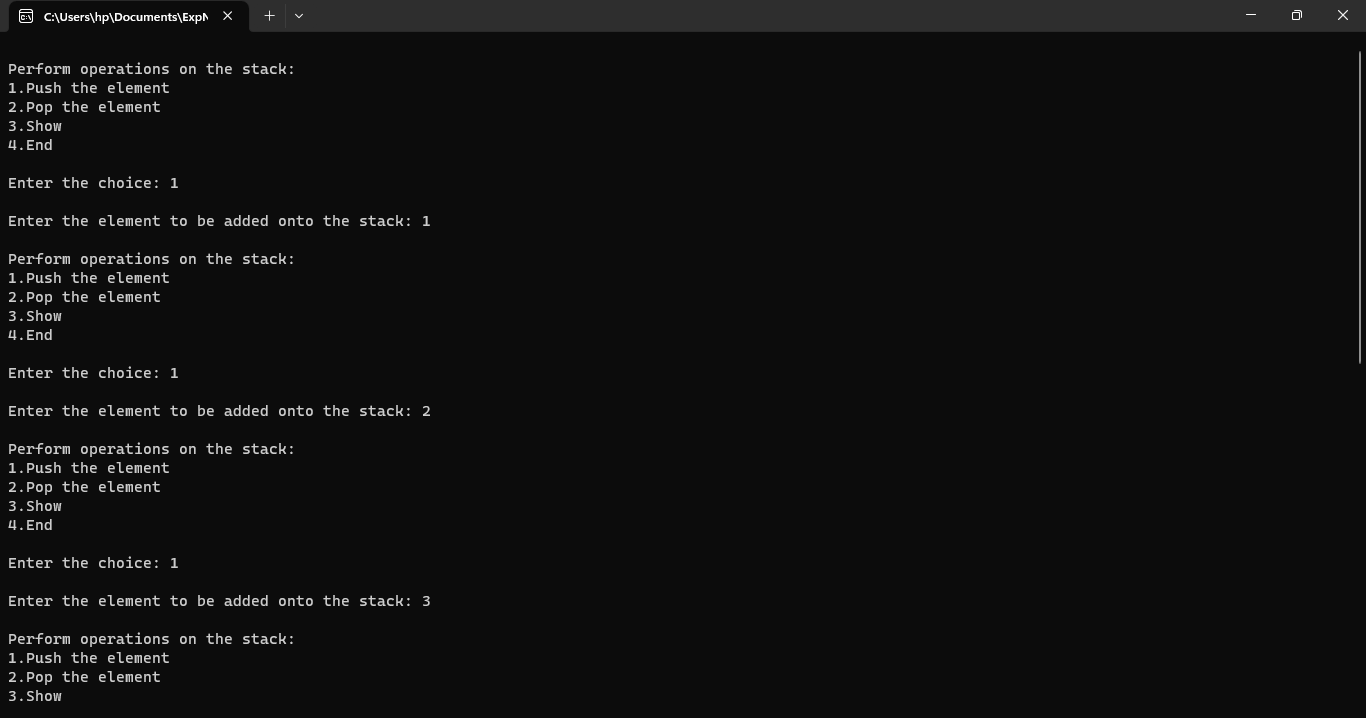 C:\Users\hp\Documents\Exp
Perform operations on the stack:
1.Push the element
2.Pop the element
3.Show
4.End
Enter the choice: 1
Enter the element to be added onto the stack: 1
Perform operations on the stack:
1.Push the element
2.Pop the element
3.Show
4.End
Enter the choice: 1
Enter the element to be added onto the stack: 2
Perform operations on the stack:
1.Push the element
2.Pop the element
3.Show
4.End
Enter the choice: 1
Enter the element to be added onto the stack: 3
Perform operations on the stack:
1.Push the element
2.Pop the element
3.Show